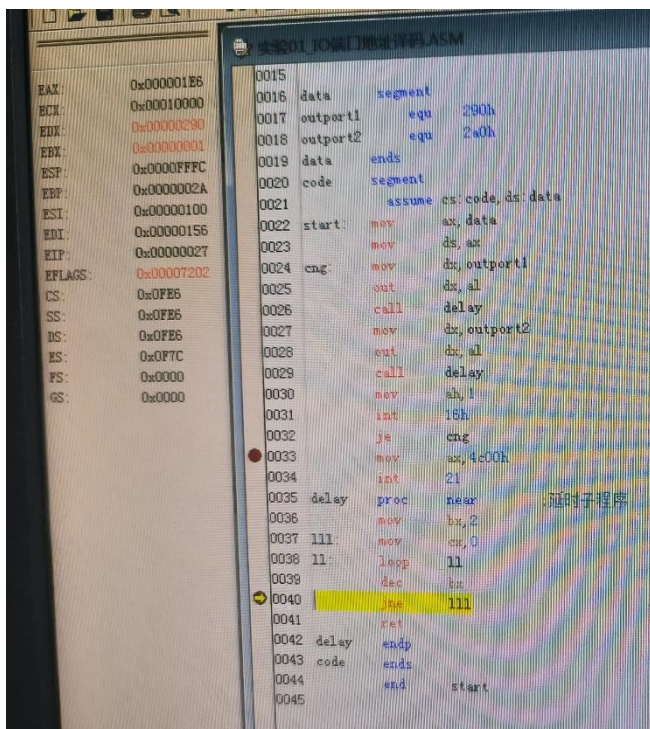 实验01_IO端口地址译码.ASM
EAX: 0x000001E6
ECX: 0x00010000
EDX: 0x00000290
EBX: 0x00000001
ESP: 0x0000FFFC
EBP: 0x0000002A
ESI: 0x00000100
EDI: 0x00000156
EIP: 0x00000027
EFLAGS: 0x00007202
CS: 0x0FE6
SS: 0x0FE6
DS: 0x0FE6
ES: 0x0F7C
FS: 0x0000
GS: 0x0000
0015
0016 data segment
0017 outport1 equ 290h
0018 outport2 equ 2a0h
0019 data ends
0020 code segment
0021 assume cs:code,ds:data
0022 start: mov ax,data
0023 mov ds,ax
0024 cng: mov dx,outport1
0025 out dx,al
0026 call delay
0027 mov dx,outport2
0028 out dx,al
0029 call delay
0030 mov ah,1
0031 int 16h
0032 je cng
0033 mov ax,4c00h
0034 int 21
0035 delay proc near ;延时子程序
0036 mov bx,2
0037 lll: mov cx,0
0038 ll: loop ll
0039 dec bx
0040 jne lll
0041 ret
0042 delay endp
0043 code ends
0044 end start
0045